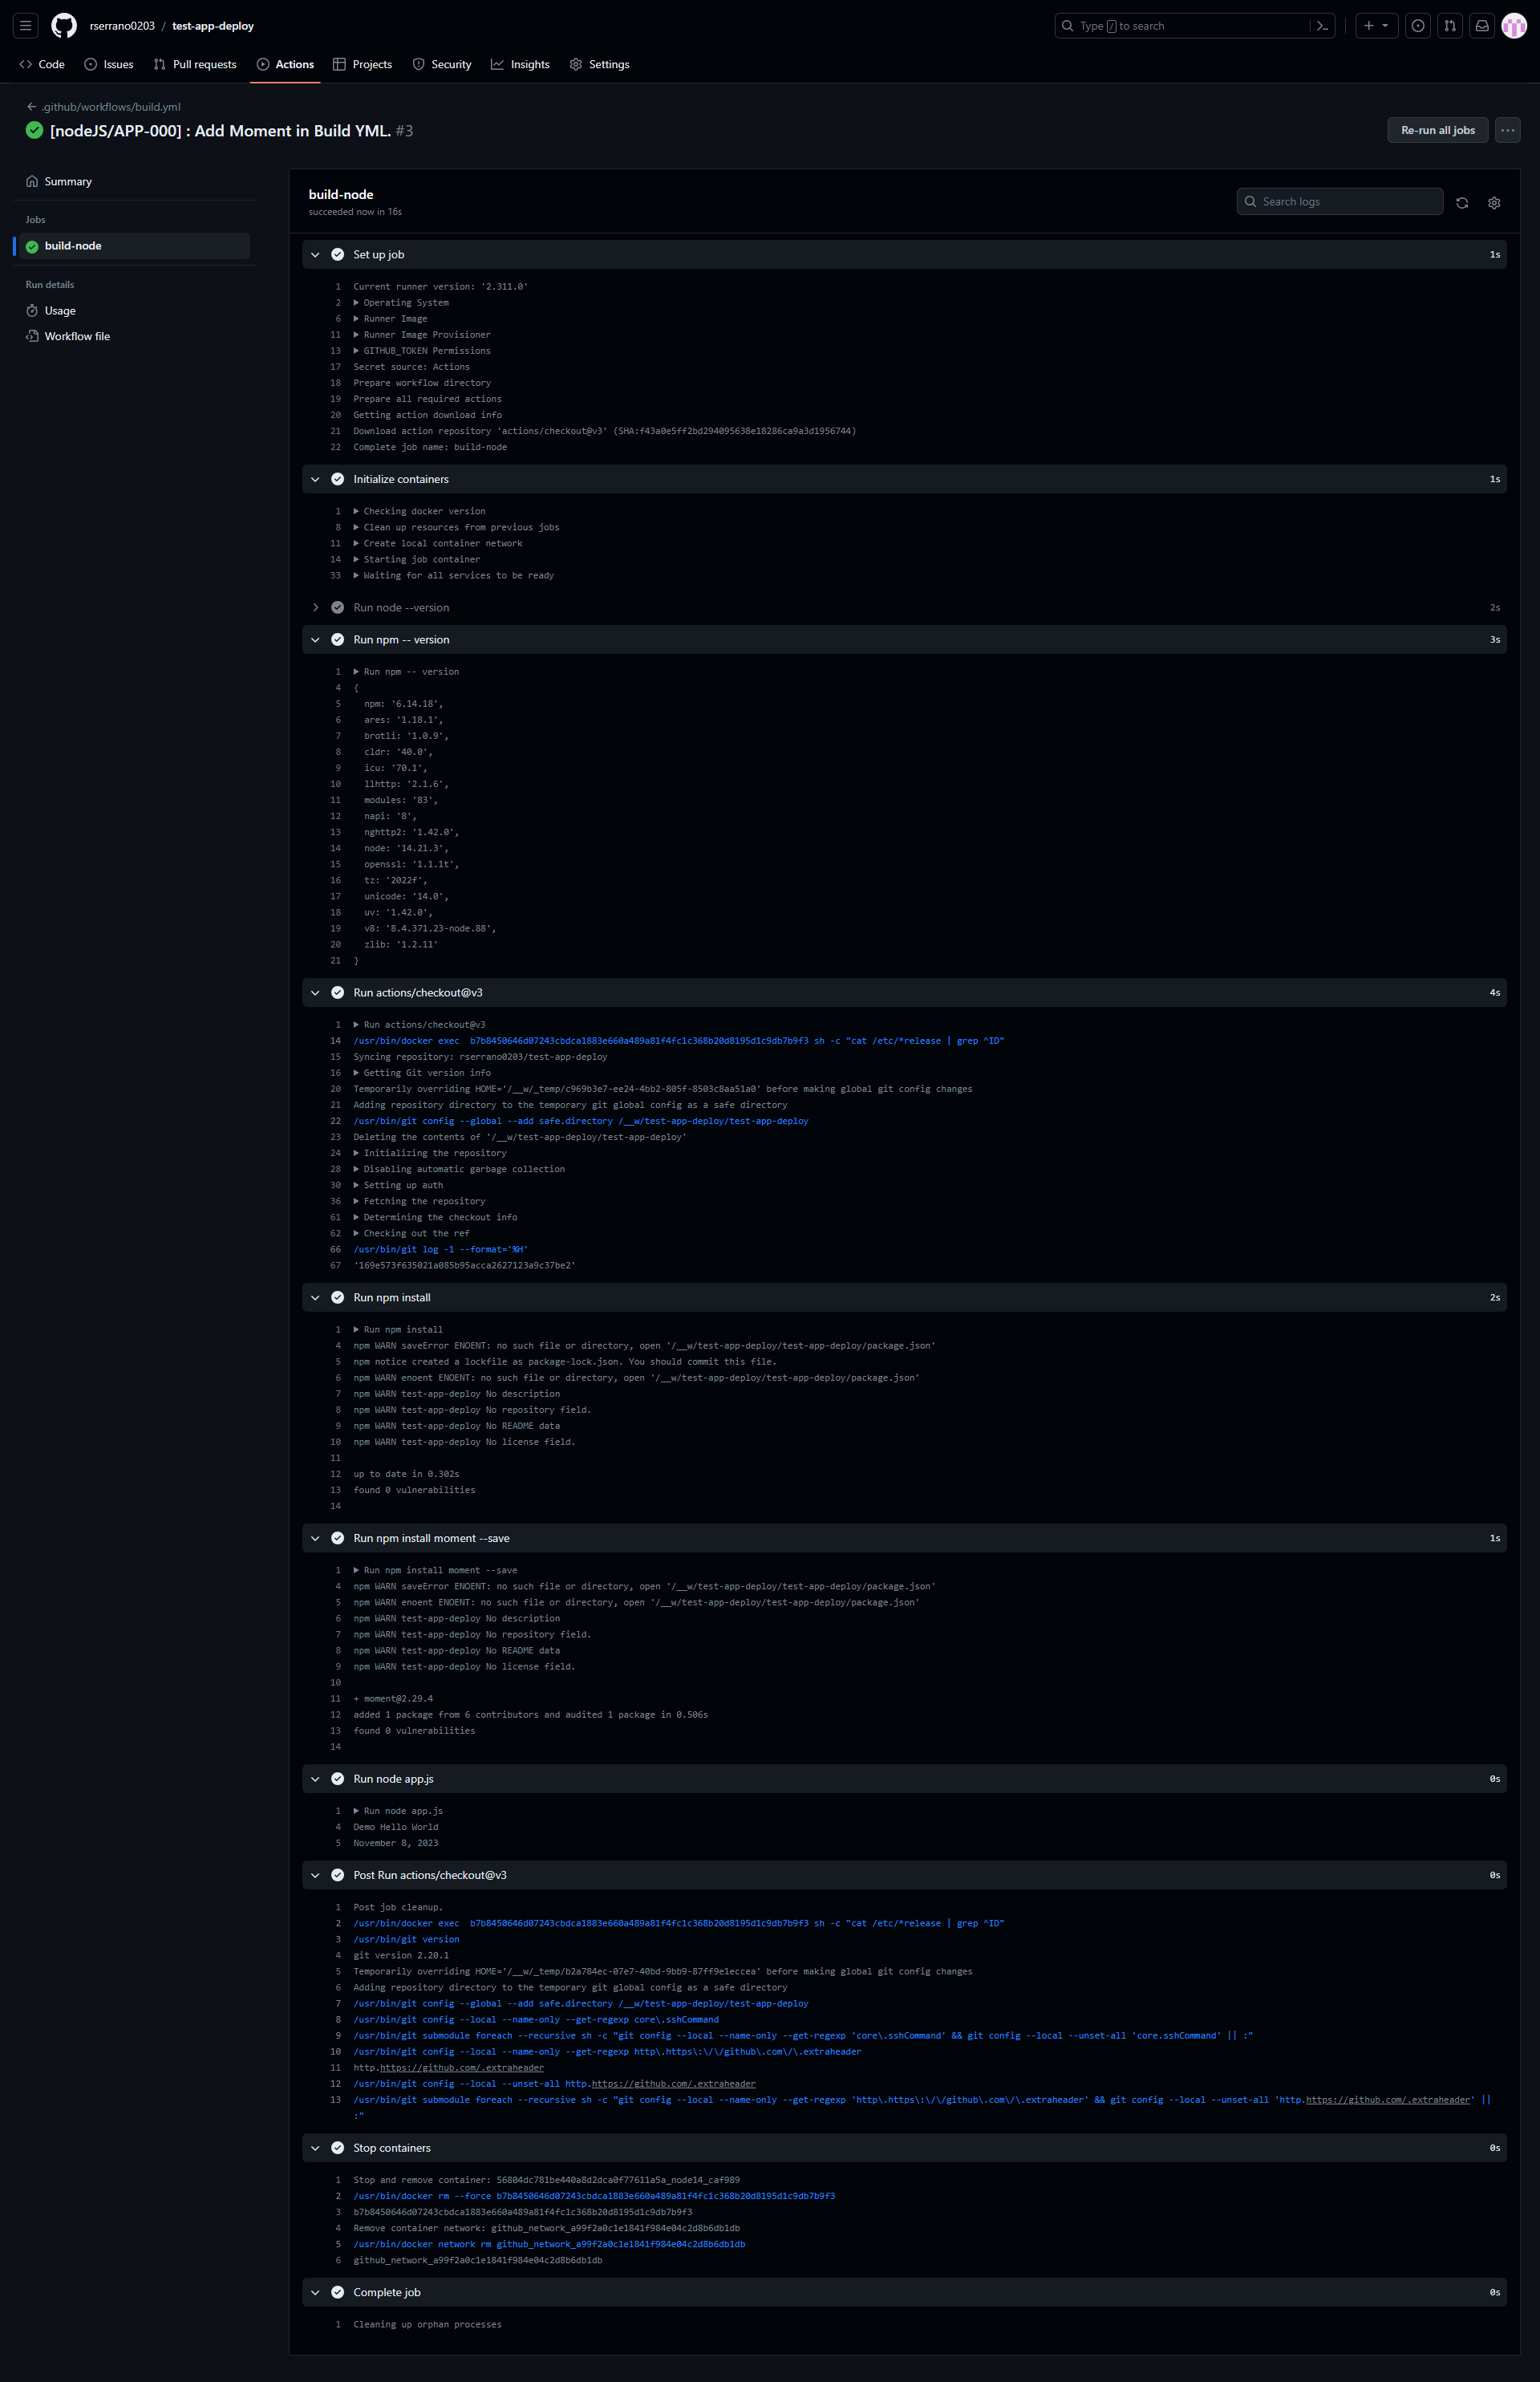 rserrano0203 / test-app-deploy
Type / to search
Code Issues Pull requests Actions Projects Security Insights Settings
.github/workflows/build.yml
[nodeJS/APP-000] : Add Moment in Build YML. #3
Re-run all jobs
Summary
Jobs
build-node
Run details
Usage
Workflow file
build-node
succeeded now in 16s
Search logs
Set up job 1s
1 Current runner version: '2.311.0'
2 Operating System
6 Runner Image
11 Runner Image Provisioner
13 GITHUB_TOKEN Permissions
17 Secret source: Actions
18 Prepare workflow directory
19 Prepare all required actions
20 Getting action download info
21 Download action repository 'actions/checkout@v3' (SHA:f43a0e5ff2bd294095638e18286ca9a3d1956744)
22 Complete job name: build-node
Initialize containers 1s
1 Checking docker version
8 Clean up resources from previous jobs
11 Create local container network
14 Starting job container
33 Waiting for all services to be ready
Run node --version 2s
Run npm -- version 3s
1 Run npm -- version
4 {
5 npm: '6.14.18',
6 ares: '1.18.1',
7 brotli: '1.0.9',
8 cldr: '40.0',
9 icu: '70.1',
10 llhttp: '2.1.6',
11 modules: '83',
12 napi: '8',
13 nghttp2: '1.42.0',
14 node: '14.21.3',
15 openssl: '1.1.1t',
16 tz: '2022f',
17 unicode: '14.0',
18 uv: '1.42.0',
19 v8: '8.4.371.23-node.88',
20 zlib: '1.2.11'
21 }
Run actions/checkout@v3 4s
1 Run actions/checkout@v3
14 /usr/bin/docker exec  b7b8450646d07243cbdca1883e660a489a81f4fc1c368b20d8195d1c9db7b9f3 sh -c "cat /etc/*release | grep ^ID"
15 Syncing repository: rserrano0203/test-app-deploy
16 Getting Git version info
20 Temporarily overriding HOME='/__w/_temp/c969b3e7-ee24-4bb2-805f-8503c8aa51a0' before making global git config changes
21 Adding repository directory to the temporary git global config as a safe directory
22 /usr/bin/git config --global --add safe.directory /__w/test-app-deploy/test-app-deploy
23 Deleting the contents of '/__w/test-app-deploy/test-app-deploy'
24 Initializing the repository
28 Disabling automatic garbage collection
30 Setting up auth
36 Fetching the repository
61 Determining the checkout info
62 Checking out the ref
66 /usr/bin/git log -1 --format='%H'
67 '169e573f635021a085b95acca2627123a9c37be2'
Run npm install 2s
1 Run npm install
4 npm WARN saveError ENOENT: no such file or directory, open '/__w/test-app-deploy/test-app-deploy/package.json'
5 npm notice created a lockfile as package-lock.json. You should commit this file.
6 npm WARN enoent ENOENT: no such file or directory, open '/__w/test-app-deploy/test-app-deploy/package.json'
7 npm WARN test-app-deploy No description
8 npm WARN test-app-deploy No repository field.
9 npm WARN test-app-deploy No README data
10 npm WARN test-app-deploy No license field.
11
12 up to date in 0.302s
13 found 0 vulnerabilities
14
Run npm install moment --save 1s
1 Run npm install moment --save
4 npm WARN saveError ENOENT: no such file or directory, open '/__w/test-app-deploy/test-app-deploy/package.json'
5 npm WARN enoent ENOENT: no such file or directory, open '/__w/test-app-deploy/test-app-deploy/package.json'
6 npm WARN test-app-deploy No description
7 npm WARN test-app-deploy No repository field.
8 npm WARN test-app-deploy No README data
9 npm WARN test-app-deploy No license field.
10
11 + moment@2.29.4
12 added 1 package from 6 contributors and audited 1 package in 0.506s
13 found 0 vulnerabilities
14
Run node app.js 0s
1 Run node app.js
4 Demo Hello World
5 November 8, 2023
Post Run actions/checkout@v3 0s
1 Post job cleanup.
2 /usr/bin/docker exec  b7b8450646d07243cbdca1883e660a489a81f4fc1c368b20d8195d1c9db7b9f3 sh -c "cat /etc/*release | grep ^ID"
3 /usr/bin/git version
4 git version 2.20.1
5 Temporarily overriding HOME='/__w/_temp/b2a784ec-07e7-40bd-9bb9-87ff9e1eccea' before making global git config changes
6 Adding repository directory to the temporary git global config as a safe directory
7 /usr/bin/git config --global --add safe.directory /__w/test-app-deploy/test-app-deploy
8 /usr/bin/git config --local --name-only --get-regexp core\.sshCommand
9 /usr/bin/git submodule foreach --recursive sh -c "git config --local --name-only --get-regexp 'core\.sshCommand' && git config --local --unset-all 'core.sshCommand' || :"
10 /usr/bin/git config --local --name-only --get-regexp http\.https\:\/\/github\.com\/\.extraheader
11 http.https://github.com/.extraheader
12 /usr/bin/git config --local --unset-all http.https://github.com/.extraheader
13 /usr/bin/git submodule foreach --recursive sh -c "git config --local --name-only --get-regexp 'http\.https\:\/\/github\.com\/\.extraheader' && git config --local --unset-all 'http.https://github.com/.extraheader' ||
:"
Stop containers 0s
1 Stop and remove container: 56804dc781be440a8d2dca0f77611a5a_node14_caf989
2 /usr/bin/docker rm --force b7b8450646d07243cbdca1883e660a489a81f4fc1c368b20d8195d1c9db7b9f3
3 b7b8450646d07243cbdca1883e660a489a81f4fc1c368b20d8195d1c9db7b9f3
4 Remove container network: github_network_a99f2a0c1e1841f984e04c2d8b6db1db
5 /usr/bin/docker network rm github_network_a99f2a0c1e1841f984e04c2d8b6db1db
6 github_network_a99f2a0c1e1841f984e04c2d8b6db1db
Complete job 0s
1 Cleaning up orphan processes